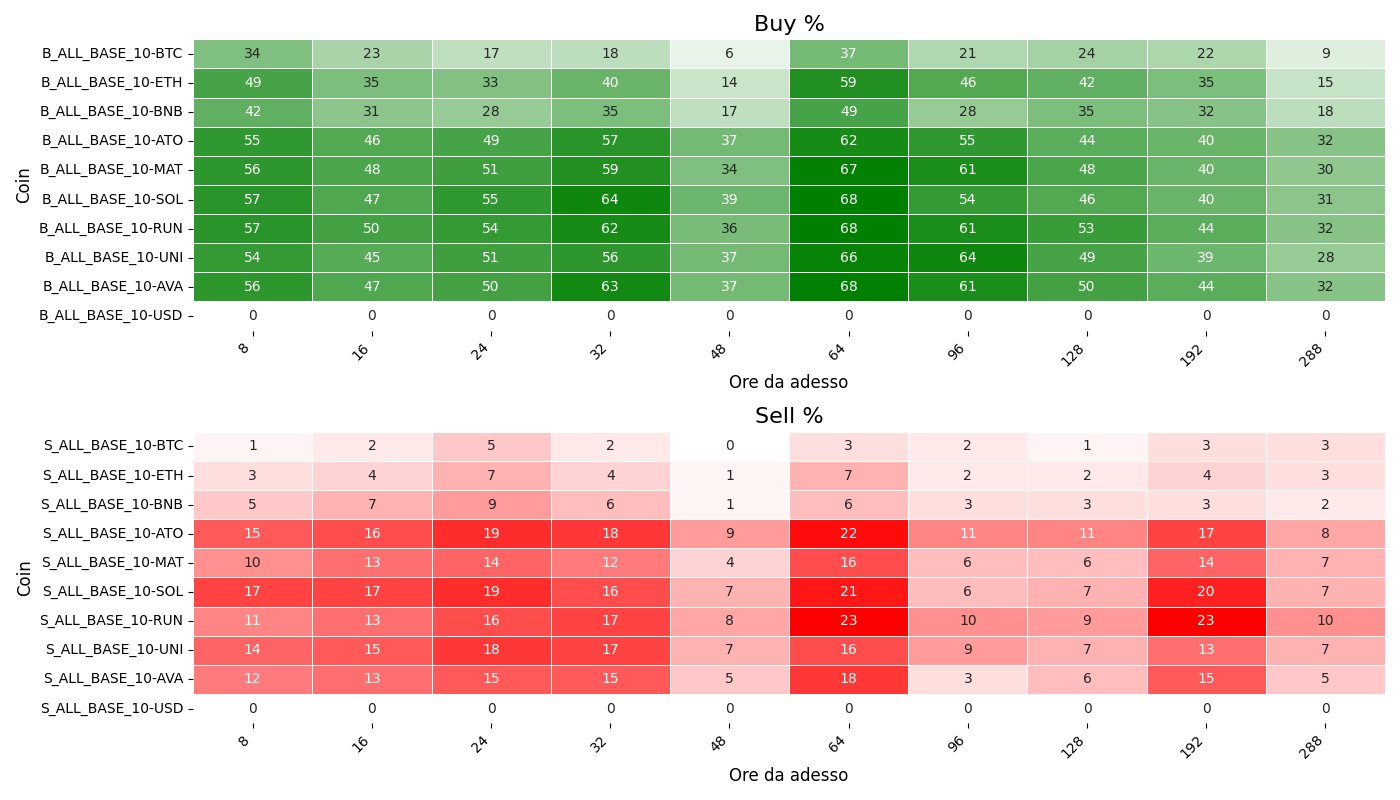 Buy %
Coin
B_ALL_BASE_10-BTC 34 23 17 18 6 37 21 24 22 9
B_ALL_BASE_10-ETH 49 35 33 40 14 59 46 42 35 15
B_ALL_BASE_10-BNB 42 31 28 35 17 49 28 35 32 18
B_ALL_BASE_10-ATO 55 46 49 57 37 62 55 44 40 32
B_ALL_BASE_10-MAT 56 48 51 59 34 67 61 48 40 30
B_ALL_BASE_10-SOL 57 47 55 64 39 68 54 46 40 31
B_ALL_BASE_10-RUN 57 50 54 62 36 68 61 53 44 32
B_ALL_BASE_10-UNI 54 45 51 56 37 66 64 49 39 28
B_ALL_BASE_10-AVA 56 47 50 63 37 68 61 50 44 32
B_ALL_BASE_10-USD 0 0 0 0 0 0 0 0 0 0
8 16 24 32 48 64 96 128 192 288
Ore da adesso
Sell %
Coin
S_ALL_BASE_10-BTC 1 2 5 2 0 3 2 1 3 3
S_ALL_BASE_10-ETH 3 4 7 4 1 7 2 2 4 3
S_ALL_BASE_10-BNB 5 7 9 6 1 6 3 3 3 2
S_ALL_BASE_10-ATO 15 16 19 18 9 22 11 11 17 8
S_ALL_BASE_10-MAT 10 13 14 12 4 16 6 6 14 7
S_ALL_BASE_10-SOL 17 17 19 16 7 21 6 7 20 7
S_ALL_BASE_10-RUN 11 13 16 17 8 23 10 9 23 10
S_ALL_BASE_10-UNI 14 15 18 17 7 16 9 7 13 7
S_ALL_BASE_10-AVA 12 13 15 15 5 18 3 6 15 5
S_ALL_BASE_10-USD 0 0 0 0 0 0 0 0 0 0
8 16 24 32 48 64 96 128 192 288
Ore da adesso